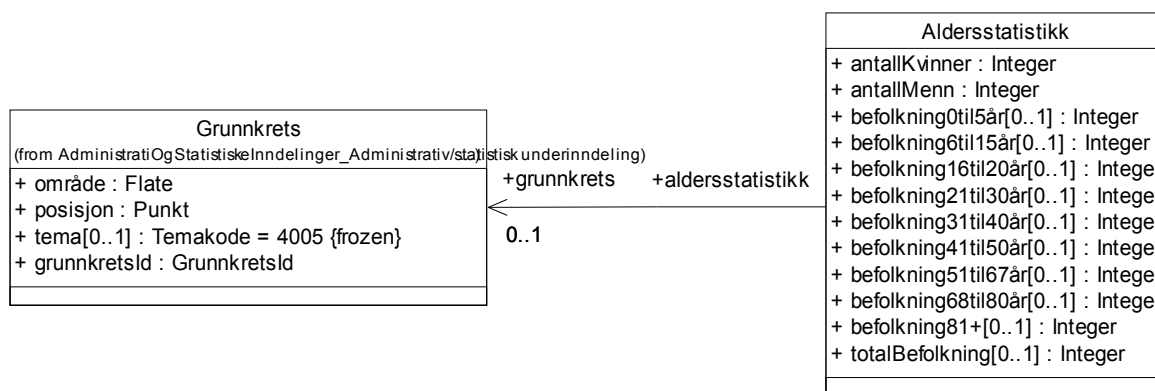 Grunnkrets
(from AdministratiOgStatistiskeInndelinger_Administrativ/statistisk underinndeling)
+ område : Flate
+ posisjon : Punkt
+ tema[0..1] : Temakode = 4005 {frozen}
+ grunnkretsId : GrunnkretsId
+grunnkrets
+aldersstatistikk
0..1
Aldersstatistikk
+ antallKvinner : Integer
+ antallMenn : Integer
+ befolkning0til5år[0..1] : Integer
+ befolkning6til15år[0..1] : Integer
+ befolkning16til20år[0..1] : Intege
+ befolkning21til30år[0..1] : Intege
+ befolkning31til40år[0..1] : Intege
+ befolkning41til50år[0..1] : Intege
+ befolkning51til67år[0..1] : Intege
+ befolkning68til80år[0..1] : Intege
+ befolkning81+[0..1] : Integer
+ totalBefolkning[0..1] : Integer